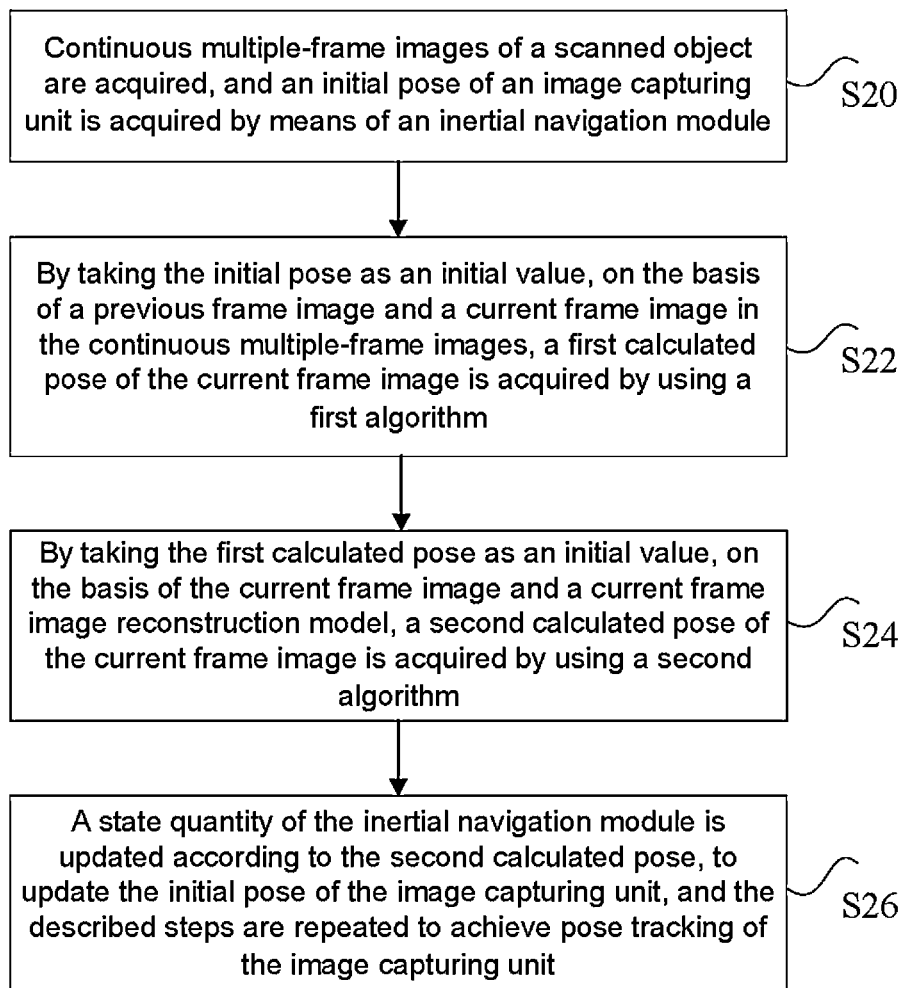 Continuous multiple-frame images of a scanned object
are acquired, and an initial pose of an image capturing
unit is acquired by means of an inertial navigation module
S20
By taking the initial pose as an initial value, on the basis
of a previous frame image and a current frame image in
the continuous multiple-frame images, a first calculated
pose of the current frame image is acquired by using a
first algorithm
S22
By taking the first calculated pose as an initial value, on
the basis of the current frame image and a current frame
image reconstruction model, a second calculated pose of
the current frame image is acquired by using a second
algorithm
S24
A state quantity of the inertial navigation module is
updated according to the second calculated pose, to
update the initial pose of the image capturing unit, and the
described steps are repeated to achieve pose tracking of
the image capturing unit
S26